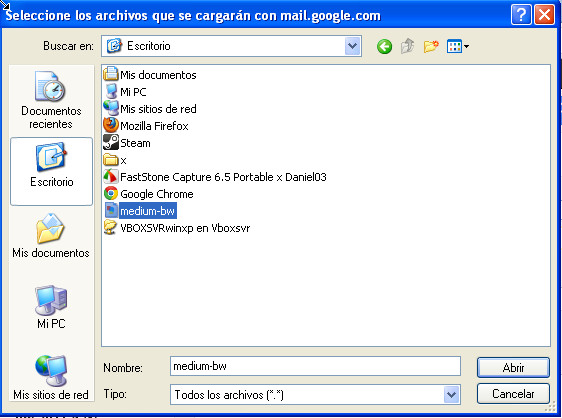 Seleccione los archivos que se cargarán con mail.google.com
Buscar en:
Escritorio
Documentos
recientes
Escritorio
Mis documentos
Mi PC
Mis sitios de red
Mis documentos
Mi PC
Mis sitios de red
Mozilla Firefox
Steam
x
FastStone Capture 6.5 Portable x Daniel03
Google Chrome
medium-bw
VBOXSVRwinxp en Vboxsvr
Nombre:
medium-bw
Abrir
Tipo:
Todos los archivos (*.*)
Cancelar